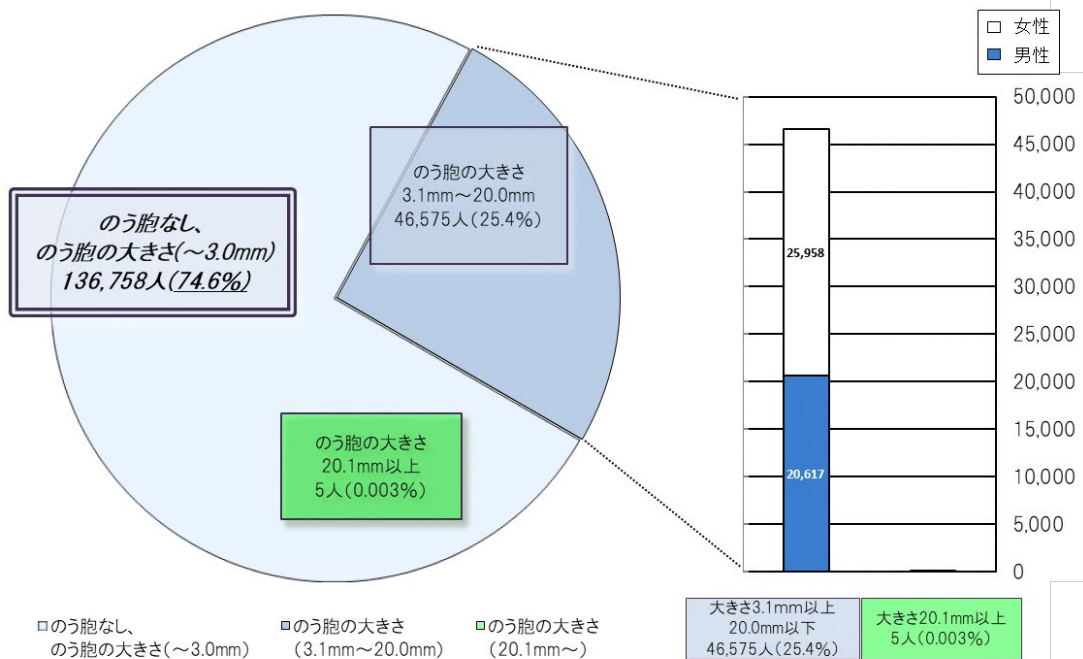 のう胞なし、
のう胞の大きさ(～3.0mm)
136,758人(74.6%)
のう胞の大きさ
3.1mm～20.0mm
46,575人(25.4%)
のう胞の大きさ
20.1mm以上
5人(0.003%)
□のう胞なし、
のう胞の大きさ(～3.0mm)
のう胞の大きさ
(3.1mm～20.0mm)
のう胞の大きさ
(20.1mm～)
女性
男性
50,000
45,000
40,000
35,000
30,000
25,000
20,000
15,000
10,000
5,000
0
25,958
20,617
大きさ3.1mm以上
20.0mm以下
46,575人(25.4%)
大きさ20.1mm以上
5人(0.003%)